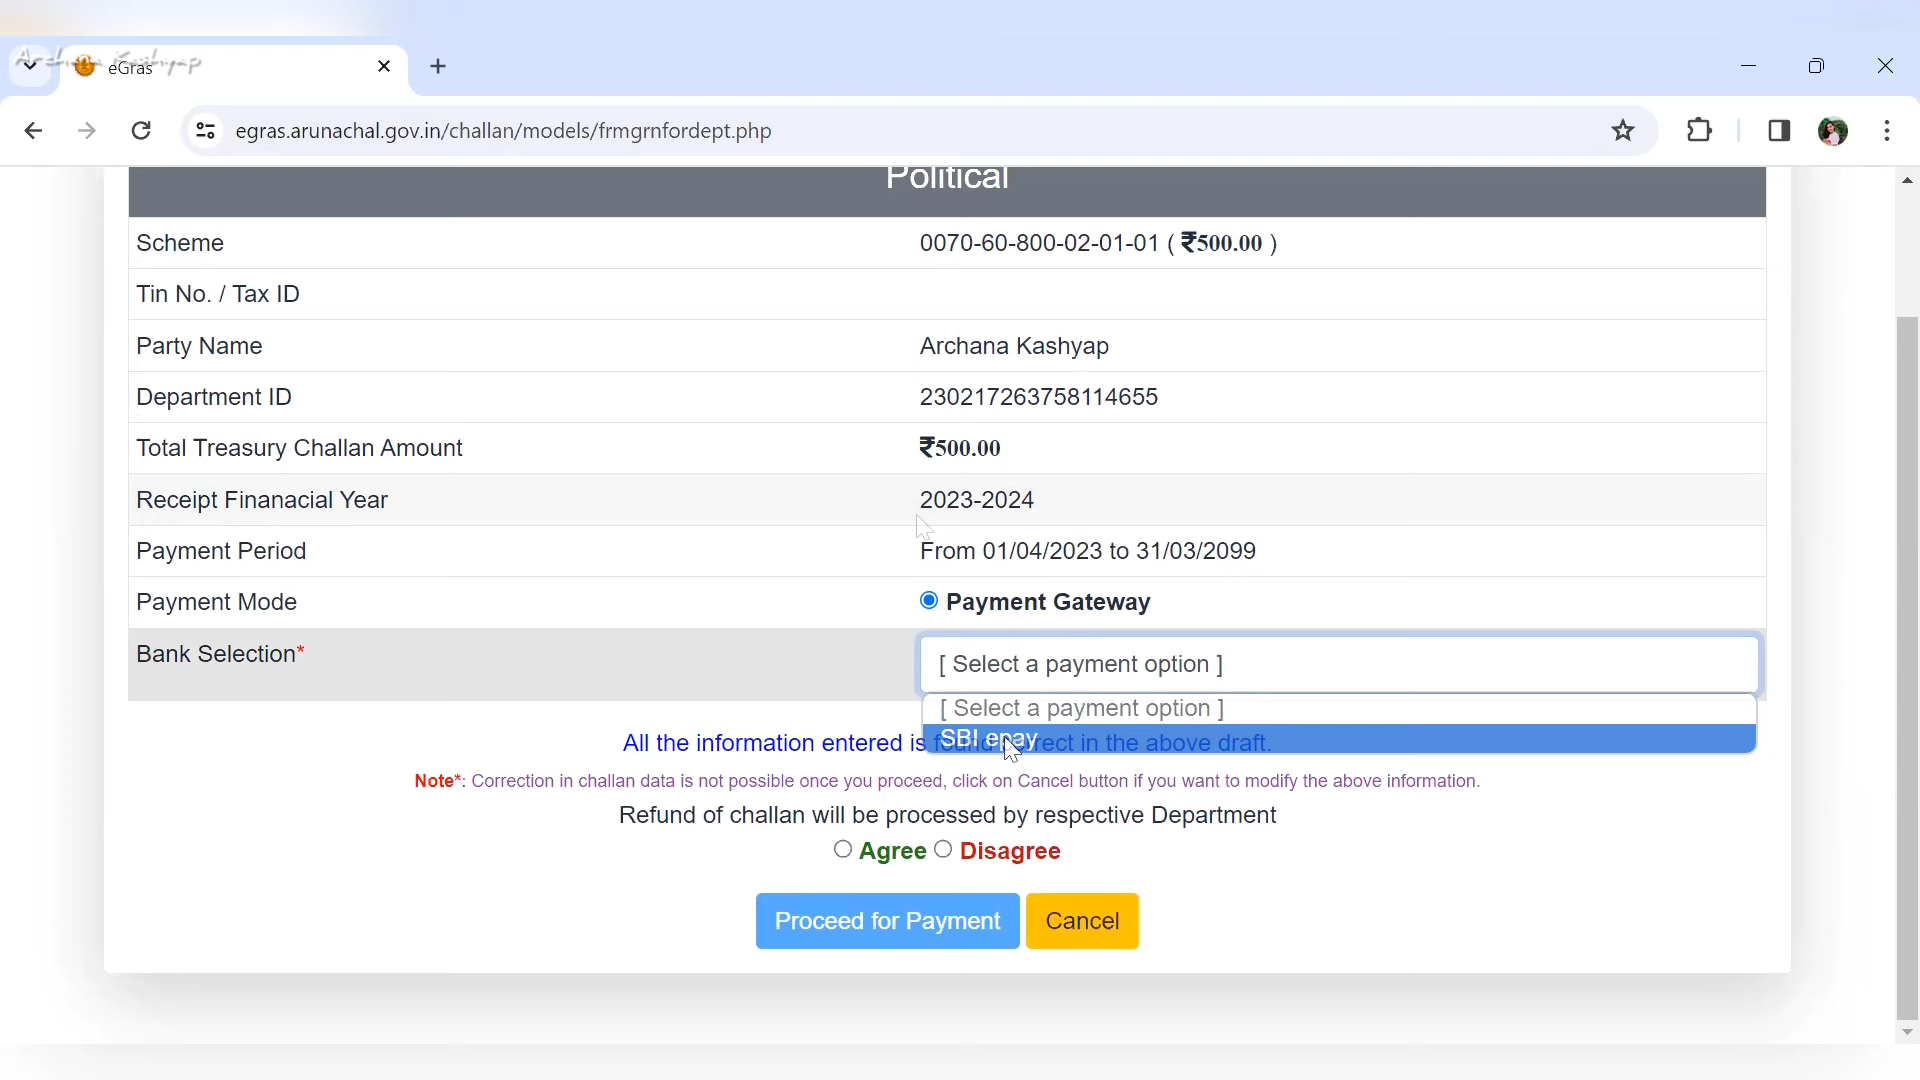 Archana Kashyap
eGras
egras.arunachal.gov.in/challan/models/frmgrnfordept.php
Political
Scheme 0070-60-800-02-01-01 ( ₹500.00 )
Tin No. / Tax ID
Party Name Archana Kashyap
Department ID 230217263758114655
Total Treasury Challan Amount ₹500.00
Receipt Finanacial Year 2023-2024
Payment Period From 01/04/2023 to 31/03/2099
Payment Mode Payment Gateway
Bank Selection* [ Select a payment option ]
[ Select a payment option ]
SBI epay
All the information entered is found correct in the above draft.
Note*: Correction in challan data is not possible once you proceed, click on Cancel button if you want to modify the above information.
Refund of challan will be processed by respective Department
Agree Disagree
Proceed for Payment Cancel